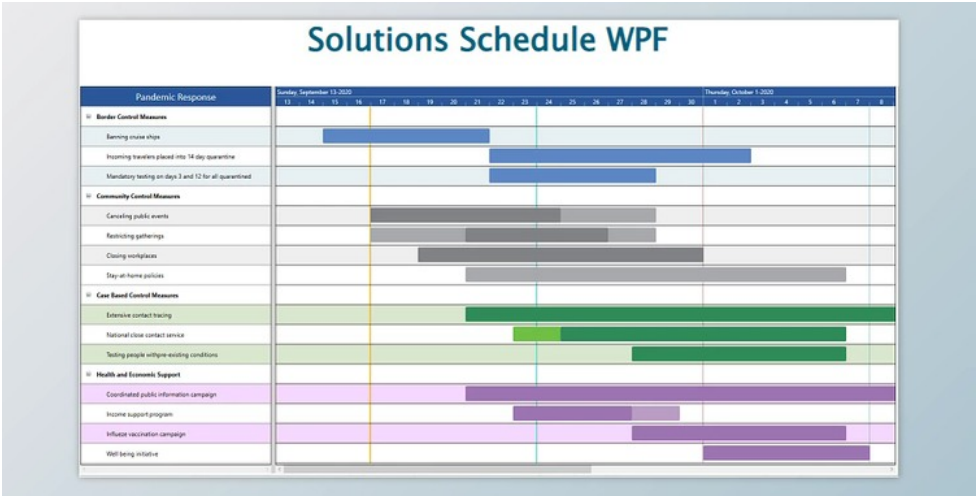 Solutions Schedule WPF
Pandemic Response
Sunday, September 13-2020
Thursday, October 1-2020
13 14 15 16 17 18 19 20 21 22 23 24 25 26 27 28 29 30 1 2 3 4 5 6 7 8
Border Control Measures
Banning cruise ships
Incoming travelers placed into 14 day quarantine
Mandatory testing on days 3 and 12 for all quarantined
Community Control Measures
Canceling public events
Restricting gatherings
Closing workplaces
Stay-at-home policies
Case Based Control Measures
Extensive contact tracing
National close contact service
Testing people withpre-existing conditions
Health and Economic Support
Coordinated public information campaign
Income support program
Influeze vaccination campaign
Well being initiative